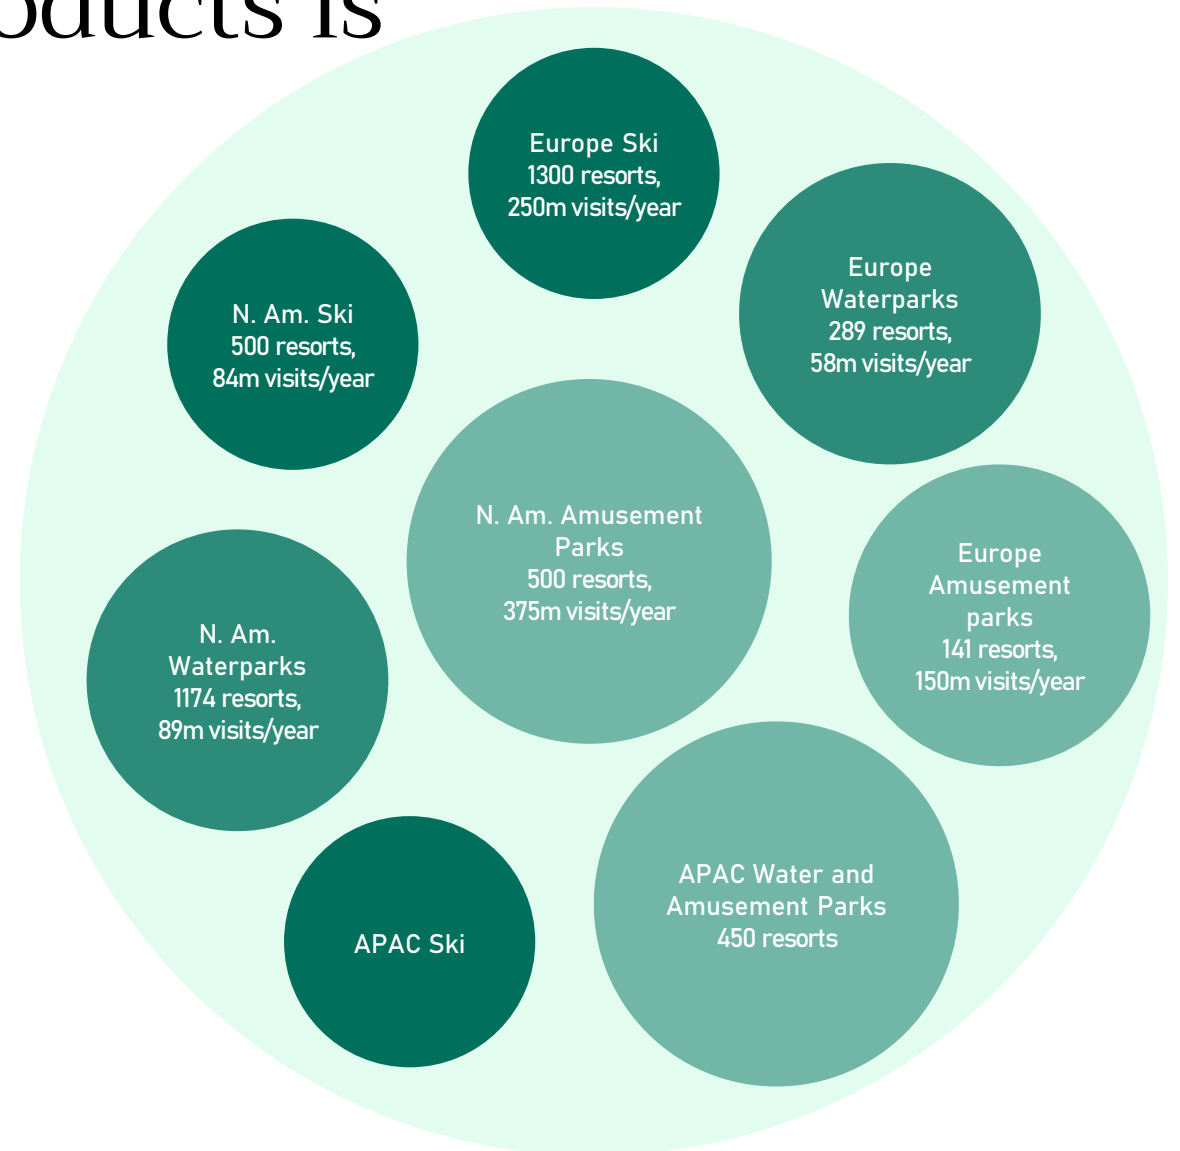 oducts is
Europe Ski
1300 resorts,
250m visits/year
Europe
Waterparks
289 resorts,
58m visits/year
N. Am. Ski
500 resorts,
84m visits/year
N. Am. Amusement
Parks
500 resorts,
375m visits/year
Europe
Amusement
parks
141 resorts,
150m visits/year
N. Am.
Waterparks
1174 resorts,
89m visits/year
APAC Water and
Amusement Parks
450 resorts
APAC Ski